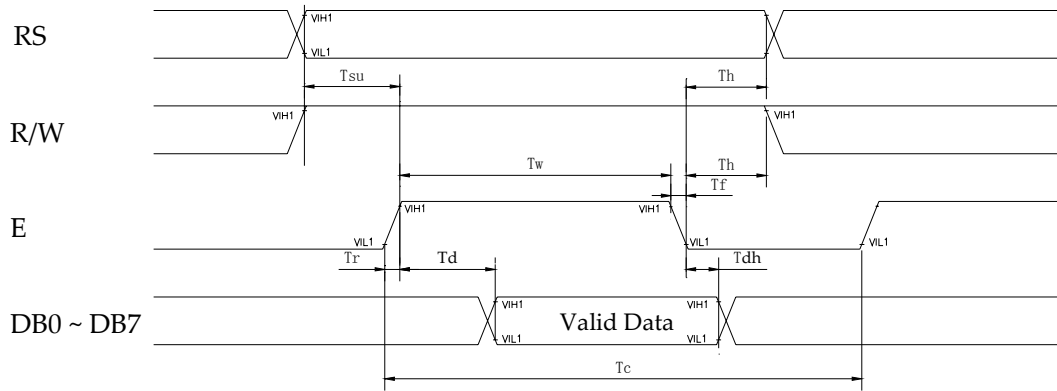 RS
VIH1
VIL1
Tsu
Th
R/W
VIH1
VIH1
Tw
Th
Tf
E
VIH1
VIH1
VIL1
VIL1
VIL1
Tr
Td
Tdh
DB0 ~ DB7
VIH1
Valid Data
VIH1
VIL1
VIL1
Tc